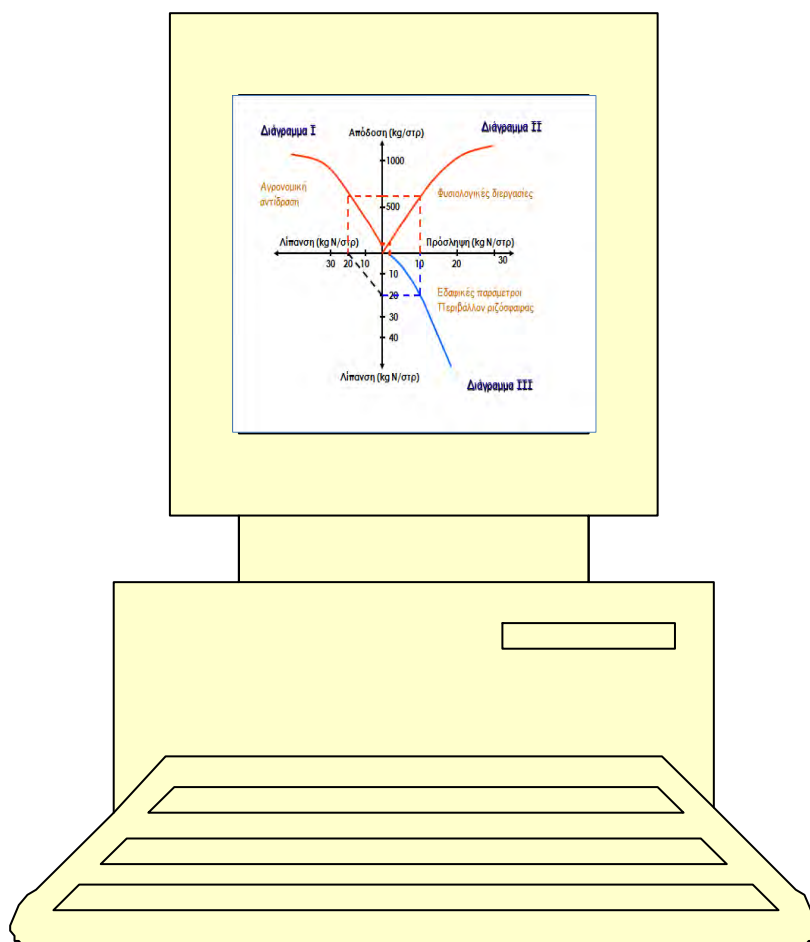 Διάγραμμα I
Απόδοση (kg/στρ)
Διάγραμμα II
1000
Αγρονομική
αντίδραση
Φυσιολογικές διεργασίες
500
Λίπανση (kg N/στρ)
Πρόσληψη (kg N/στρ)
30 20 10
10 20 30
10
20
30
40
Εδαφικές παράμετροι
Περιβάλλον ριζόσφαιρας
Λίπανση (kg N/στρ)
Διάγραμμα III